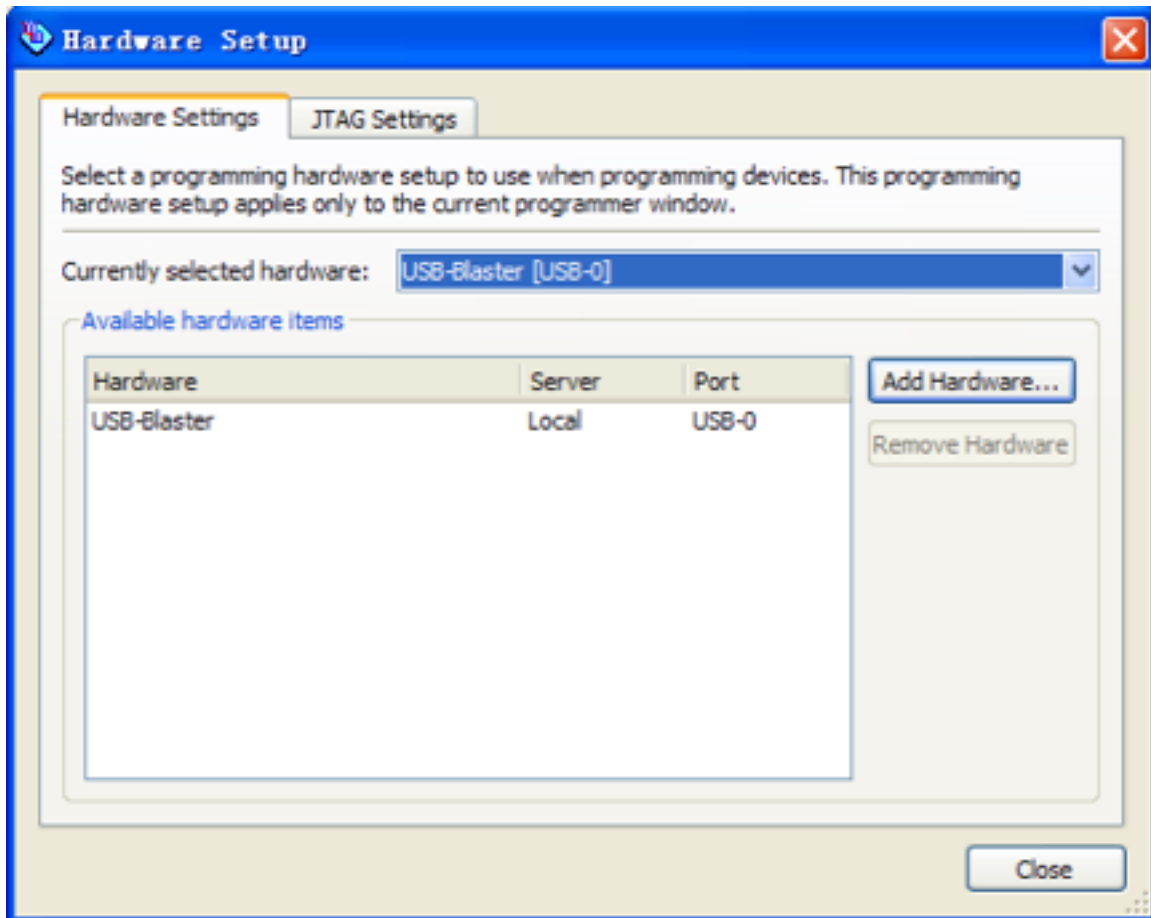 Hardware Setup
Hardware Settings JTAG Settings
Select a programming hardware setup to use when programming devices. This programming
hardware setup applies only to the current programmer window.
Currently selected hardware: USB-Blaster [USB-0]
Available hardware items
Hardware Server Port Add Hardware...
USB-Blaster Local USB-0
Remove Hardware
Close